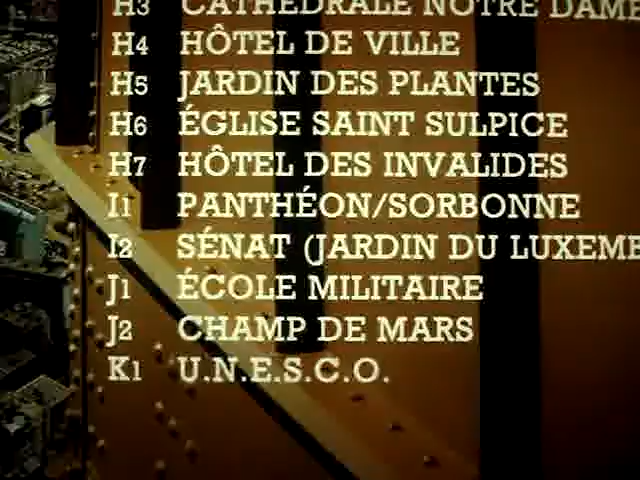 H3 CATHÉDRALE NOTRE DAME
H4 HÔTEL DE VILLE
H5 JARDIN DES PLANTES
H6 ÉGLISE SAINT SULPICE
H7 HÔTEL DES INVALIDES
I1 PANTHÉON/SORBONNE
I2 SÉNAT (JARDIN DU LUXEMB
J1 ÉCOLE MILITAIRE
J2 CHAMP DE MARS
K1 U.N.E.S.C.O.